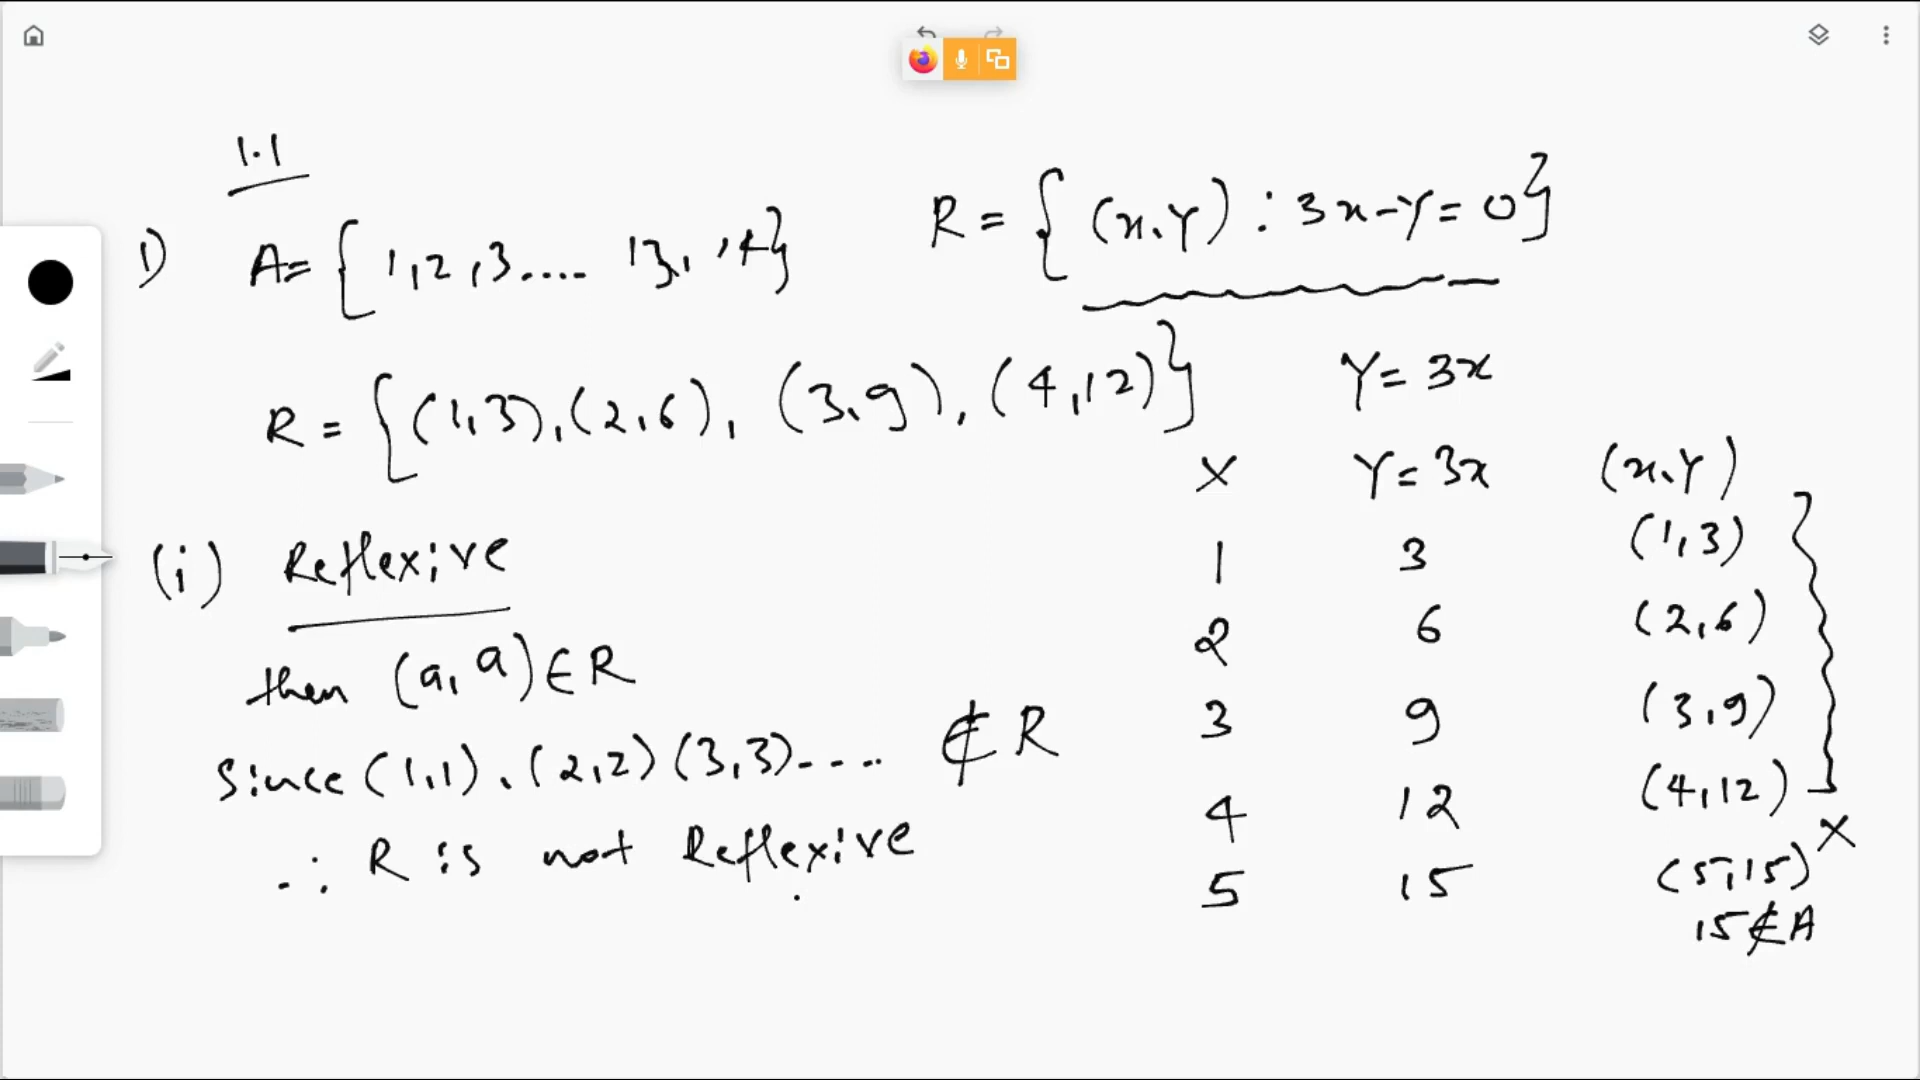 1.1
1) A = { 1, 2, 3 .... 13, 14}
R = { (x, Y) : 3x - Y = 0}
R = { (1,3), (2,6), (3,9), (4,12)}
Y = 3x
X Y = 3x (x, Y)
1 3 (1,3)
2 6 (2,6)
3 9 (3,9)
4 12 (4,12)
5 15 (5,15) X
15 ∉ A
(i) Reflexive
then (a, a) ∈ R
Since (1,1), (2,2) (3,3) .... ∉ R
∴ R is not Reflexive